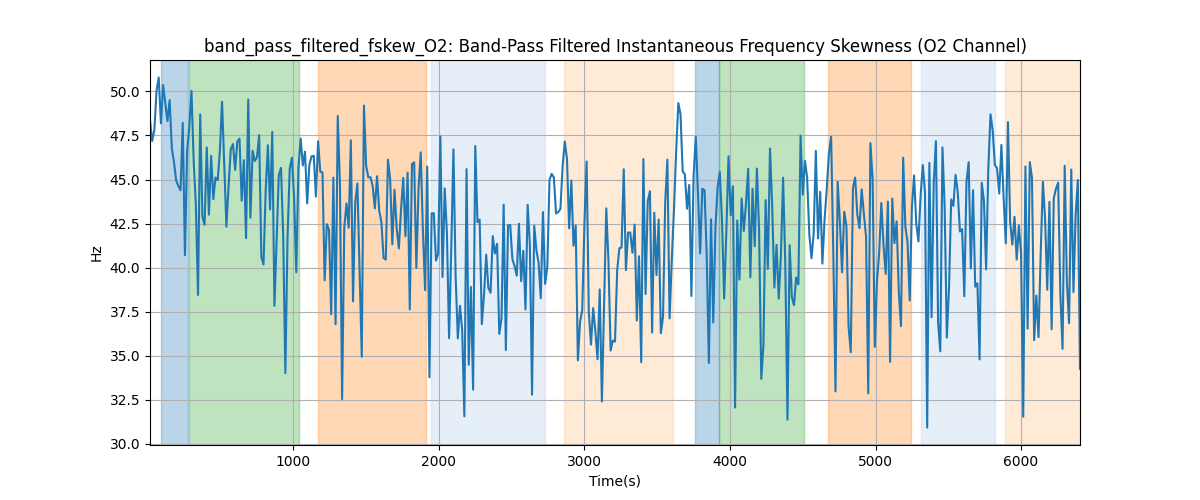 band_pass_filtered_fskew_O2: Band-Pass Filtered Instantaneous Frequency Skewness (O2 Channel)
Hz
50.0
47.5
45.0
42.5
40.0
37.5
35.0
32.5
30.0
1000 2000 3000 4000 5000 6000
Time(s)